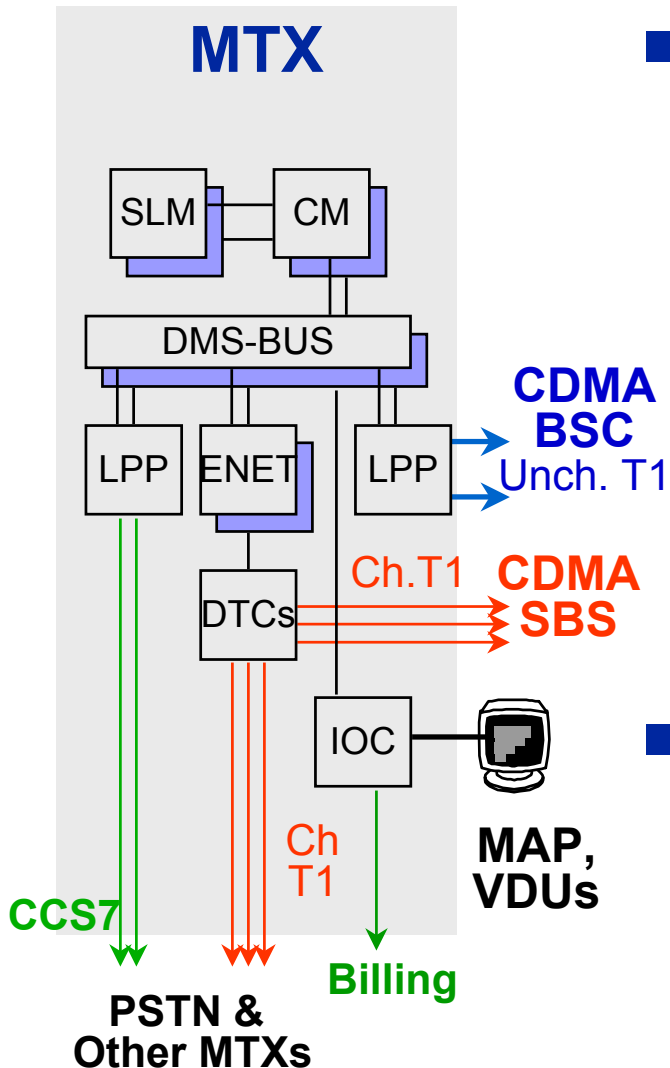 MTX
SLM
CM
DMS-BUS
CDMA
BSC
Unch. T1
LPP
ENET
LPP
Ch.T1
CDMA
SBS
DTCs
IOC
Ch
T1
MAP,
VDUs
CCS7
Billing
PSTN &
Other MTXs